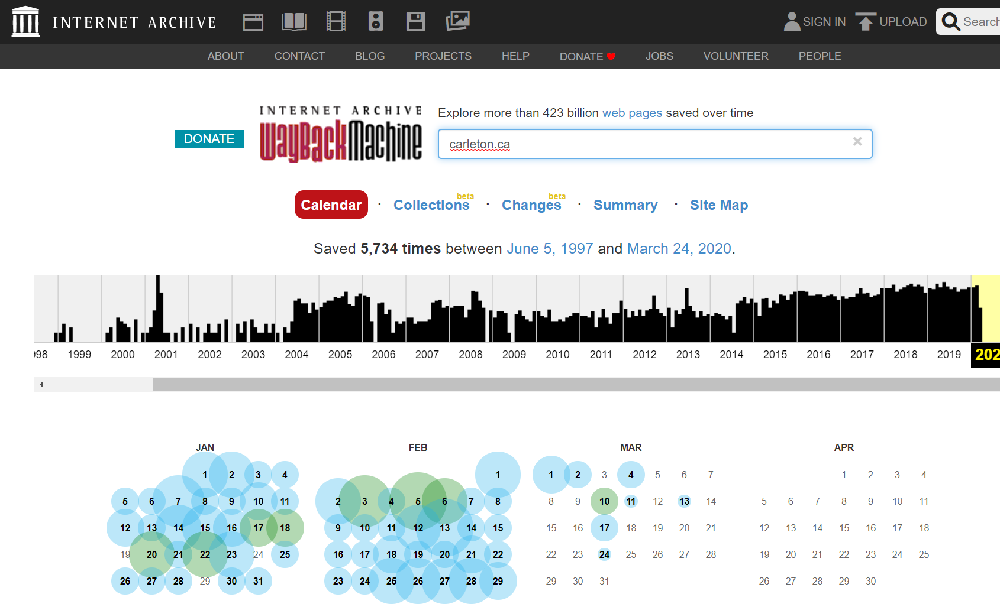 INTERNET ARCHIVE
SIGN IN UPLOAD Search
ABOUT CONTACT BLOG PROJECTS HELP DONATE JOBS VOLUNTEER PEOPLE
INTERNET ARCHIVE
WayBackMachine
DONATE
Explore more than 423 billion web pages saved over time
carleton.ca
Calendar · Collections beta · Changes beta · Summary · Site Map
Saved 5,734 times between June 5, 1997 and March 24, 2020.
98 1999 2000 2001 2002 2003 2004 2005 2006 2007 2008 2009 2010 2011 2012 2013 2014 2015 2016 2017 2018 2019 202
JAN FEB MAR APR
1 2 3 4 1 1 2 3 4 5 6 7 1 2 3 4
5 6 7 8 9 10 11 2 3 4 5 6 7 8 8 9 10 11 12 13 14 5 6 7 8 9 10 11
12 13 14 15 16 17 18 9 10 11 12 13 14 15 15 16 17 18 19 20 21 12 13 14 15 16 17 18
19 20 21 22 23 24 25 16 17 18 19 20 21 22 22 23 24 25 26 27 28 19 20 21 22 23 24 25
26 27 28 29 30 31 23 24 25 26 27 28 29 29 30 31 26 27 28 29 30